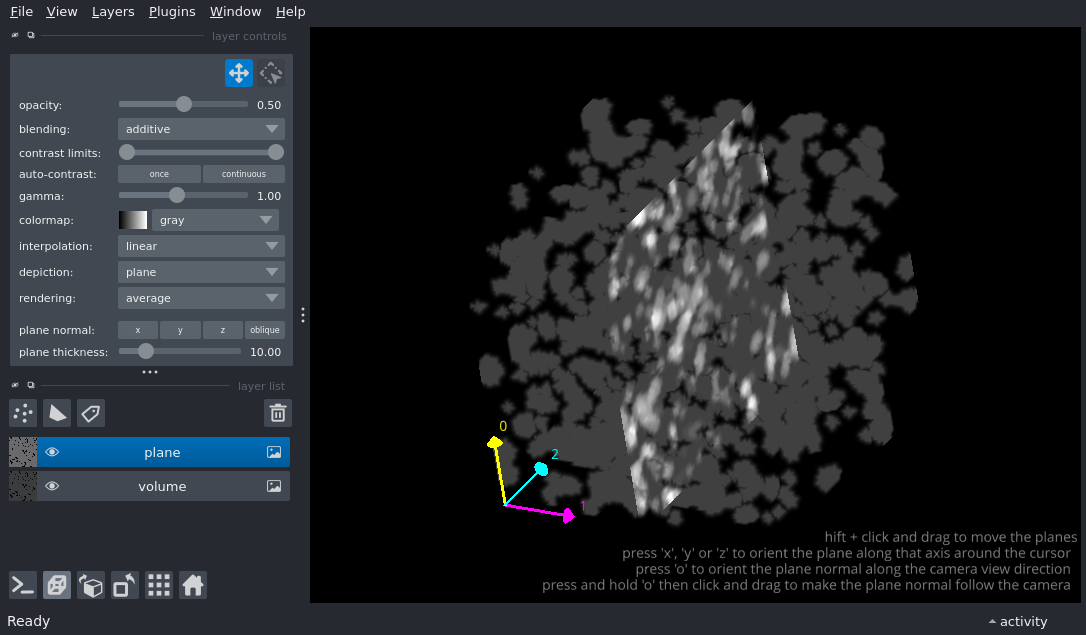 File View Layers Plugins Window Help
layer controls
opacity: 0.50
blending: additive
contrast limits:
auto-contrast: once continuous
gamma: 1.00
colormap: gray
interpolation: linear
depiction: plane
rendering: average
plane normal: x y z oblique
plane thickness: 10.00
layer list
plane
volume
0
2
1
hift + click and drag to move the planes
press 'x', 'y' or 'z' to orient the plane along that axis around the cursor
press 'o' to orient the plane normal along the camera view direction
press and hold 'o' then click and drag to make the plane normal follow the camera
Ready
activity